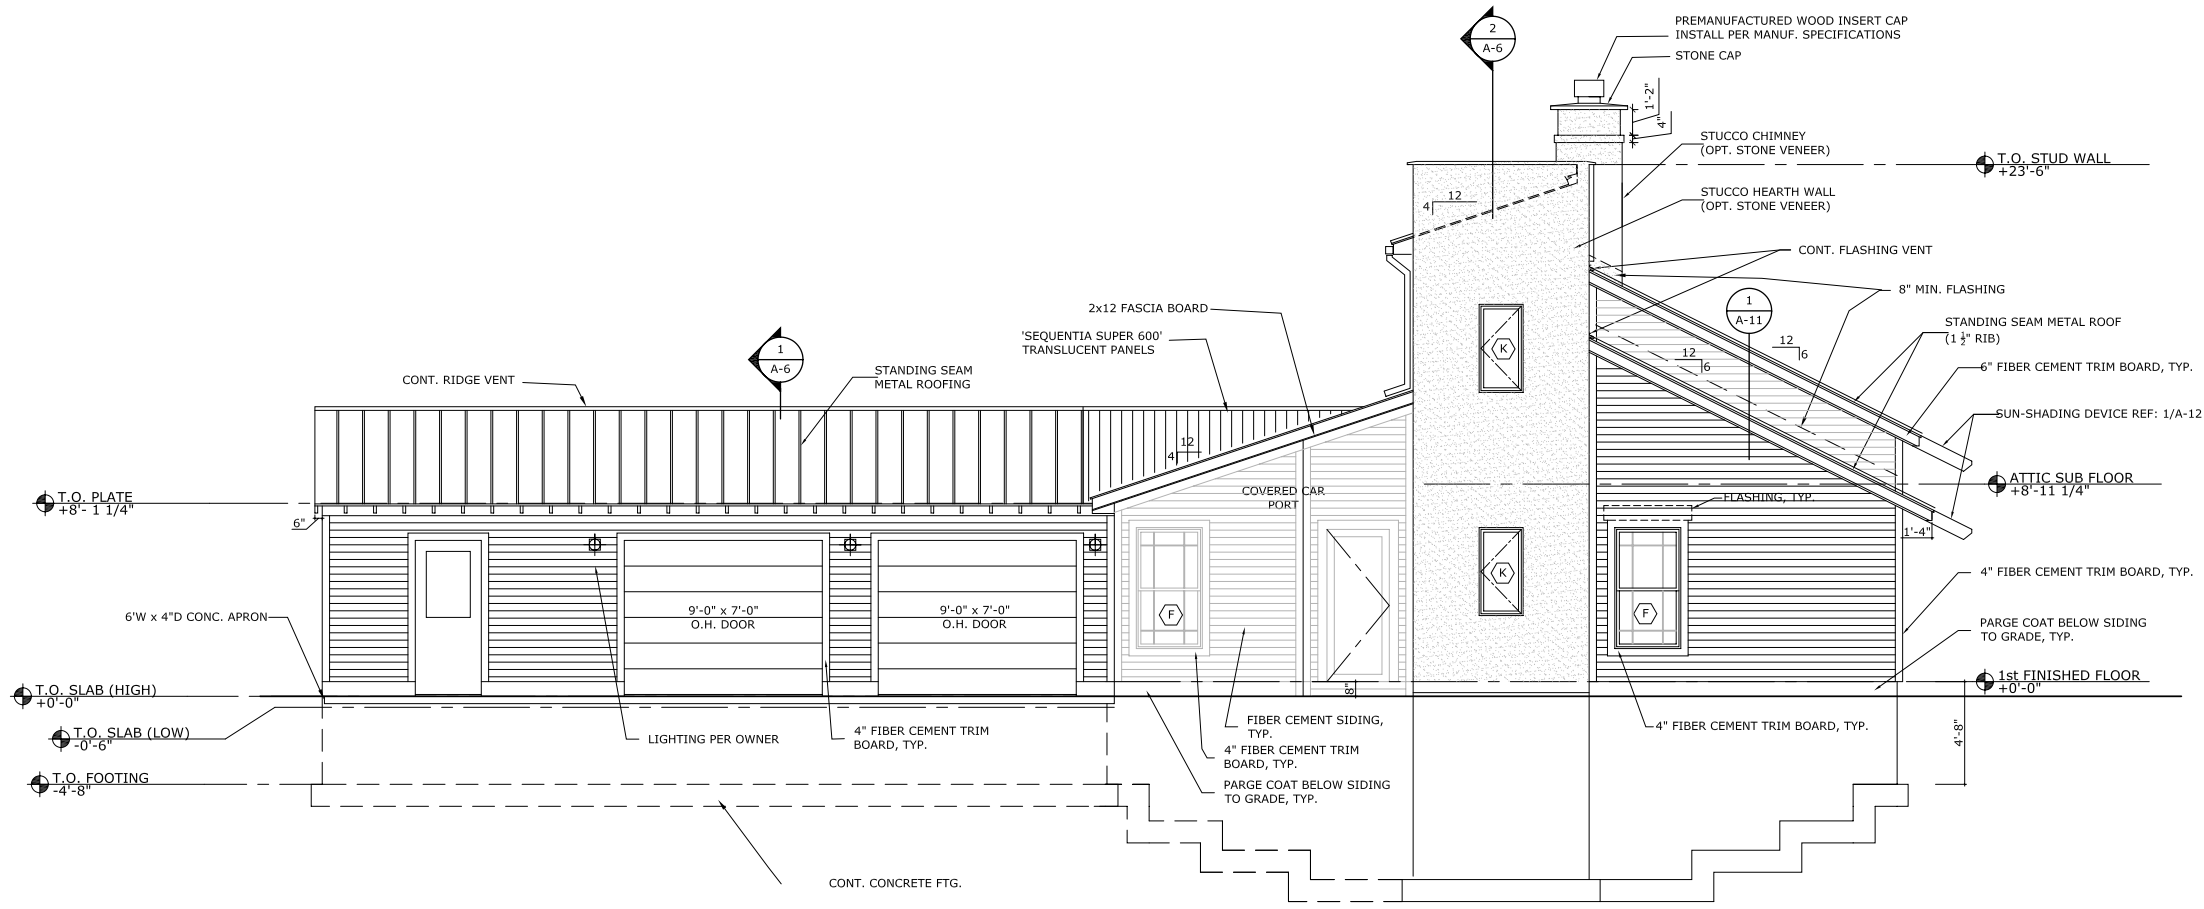 PREMANUFACTURED WOOD INSERT CAP
INSTALL PER MANUF. SPECIFICATIONS
2
A-6
STONE CAP
1'-2"
4"
STUCCO CHIMNEY
(OPT. STONE VENEER)
T.O. STUD WALL
+23'-6"
STUCCO HEARTH WALL
(OPT. STONE VENEER)
12
4
CONT. FLASHING VENT
8" MIN. FLASHING
2x12 FASCIA BOARD
1
A-11
STANDING SEAM METAL ROOF
(1 ½" RIB)
'SEQUENTIA SUPER 600'
TRANSLUCENT PANELS
12
6
12
6
K
1
A-6
6" FIBER CEMENT TRIM BOARD, TYP.
STANDING SEAM
METAL ROOFING
CONT. RIDGE VENT
SUN-SHADING DEVICE REF: 1/A-12
12
4
ATTIC SUB FLOOR
+8'-11 1/4"
COVERED CAR
PORT
FLASHING, TYP.
T.O. PLATE
+8'- 1 1/4"
6"
1'-4"
K
4" FIBER CEMENT TRIM BOARD, TYP.
6'W x 4"D CONC. APRON
9'-0" x 7'-0"
O.H. DOOR
9'-0" x 7'-0"
O.H. DOOR
F
F
PARGE COAT BELOW SIDING
TO GRADE, TYP.
1st FINISHED FLOOR
+0'-0"
8"
T.O. SLAB (HIGH)
+0'-0"
T.O. SLAB (LOW)
-0'-6"
LIGHTING PER OWNER
4" FIBER CEMENT TRIM
BOARD, TYP.
FIBER CEMENT SIDING,
TYP.
4" FIBER CEMENT TRIM
BOARD, TYP.
4" FIBER CEMENT TRIM BOARD, TYP.
4'-8"
T.O. FOOTING
-4'-8"
PARGE COAT BELOW SIDING
TO GRADE, TYP.
CONT. CONCRETE FTG.